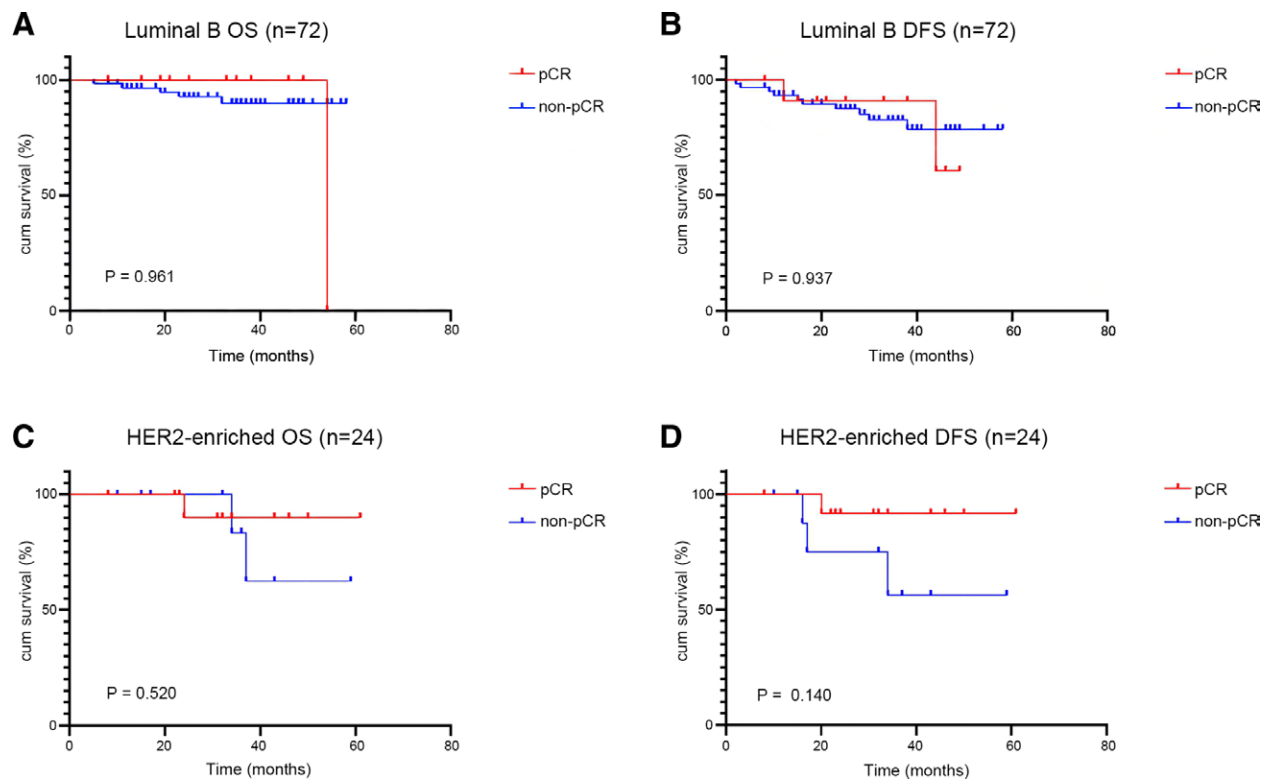 A
Luminal B OS (n=72)
100
50
0
cum survival (%)
0 20 40 60 80
Time (months)
P = 0.961
pCR
non-pCR
B
Luminal B DFS (n=72)
100
50
0
cum survival (%)
0 20 40 60 80
Time (months)
P = 0.937
pCR
non-pCR
C
HER2-enriched OS (n=24)
100
50
0
cum survival (%)
0 20 40 60 80
Time (months)
P = 0.520
pCR
non-pCR
D
HER2-enriched DFS (n=24)
100
50
0
cum survival (%)
0 20 40 60 80
Time (months)
P = 0.140
pCR
non-pCR